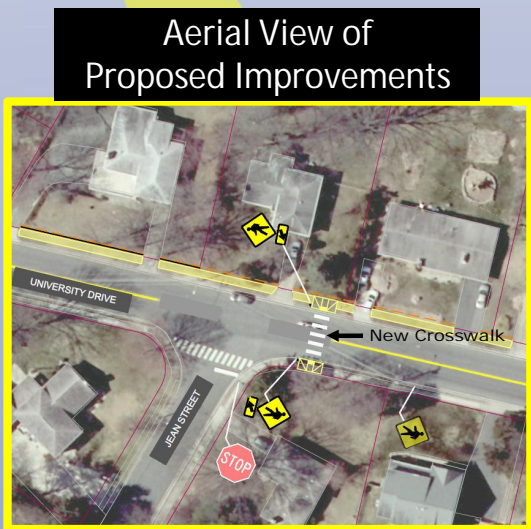 Aerial View of
Proposed Improvements
UNIVERSITY DRIVE
New Crosswalk
JEAN STREET
STOP